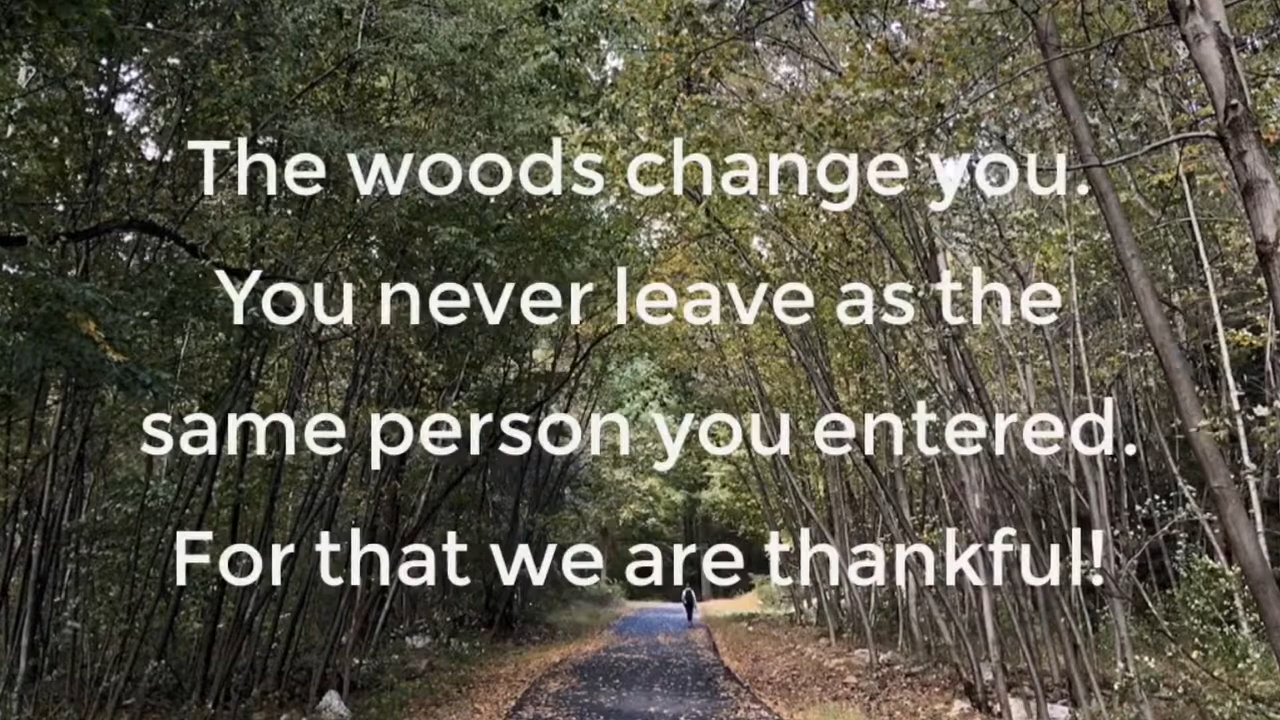 The woods change you.
You never leave as the
same person you entered.
For that we are thankful!